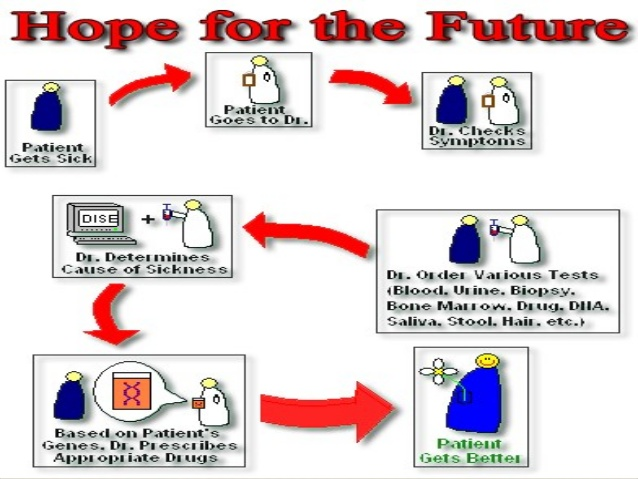 Hope for the Future
Patient
Gets Sick
Patient
Goes to Dr.
Dr. Checks
Symptoms
Dr. Order Various Tests
(Blood, Urine, Biopsy,
Bone Marrow, Drug, DNA,
Saliva, Stool, Hair, etc.)
DISE
+
Dr. Determines
Cause of Sickness
Based on Patient's
Genes, Dr. Prescribes
Appropriate Drugs
Patient
Gets Better